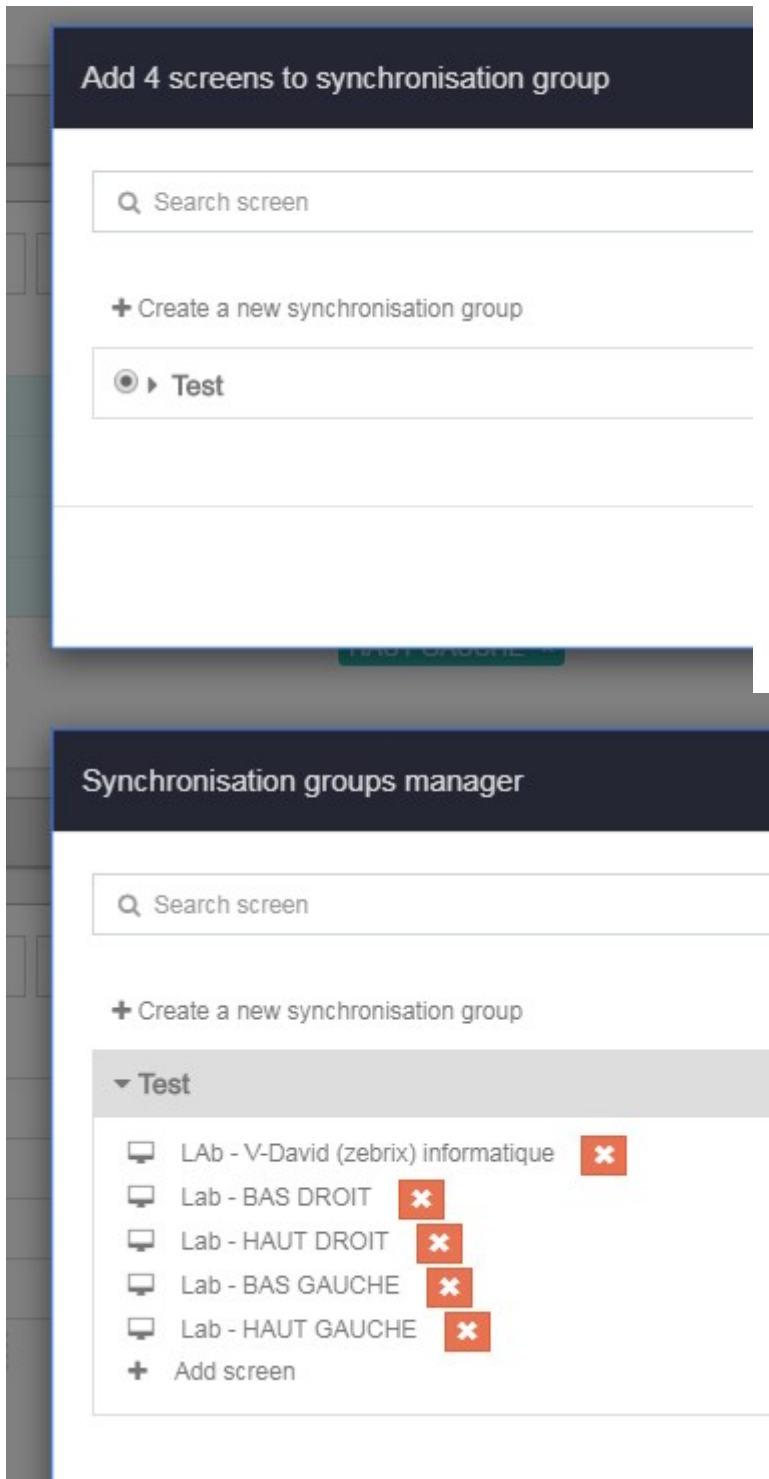 Add 4 screens to synchronisation group
Search screen
+ Create a new synchronisation group
Test
HAUT GAUCHE
Synchronisation groups manager
Search screen
+ Create a new synchronisation group
Test
LAb - V-David (zebrix) informatique
Lab - BAS DROIT
Lab - HAUT DROIT
Lab - BAS GAUCHE
Lab - HAUT GAUCHE
+ Add screen